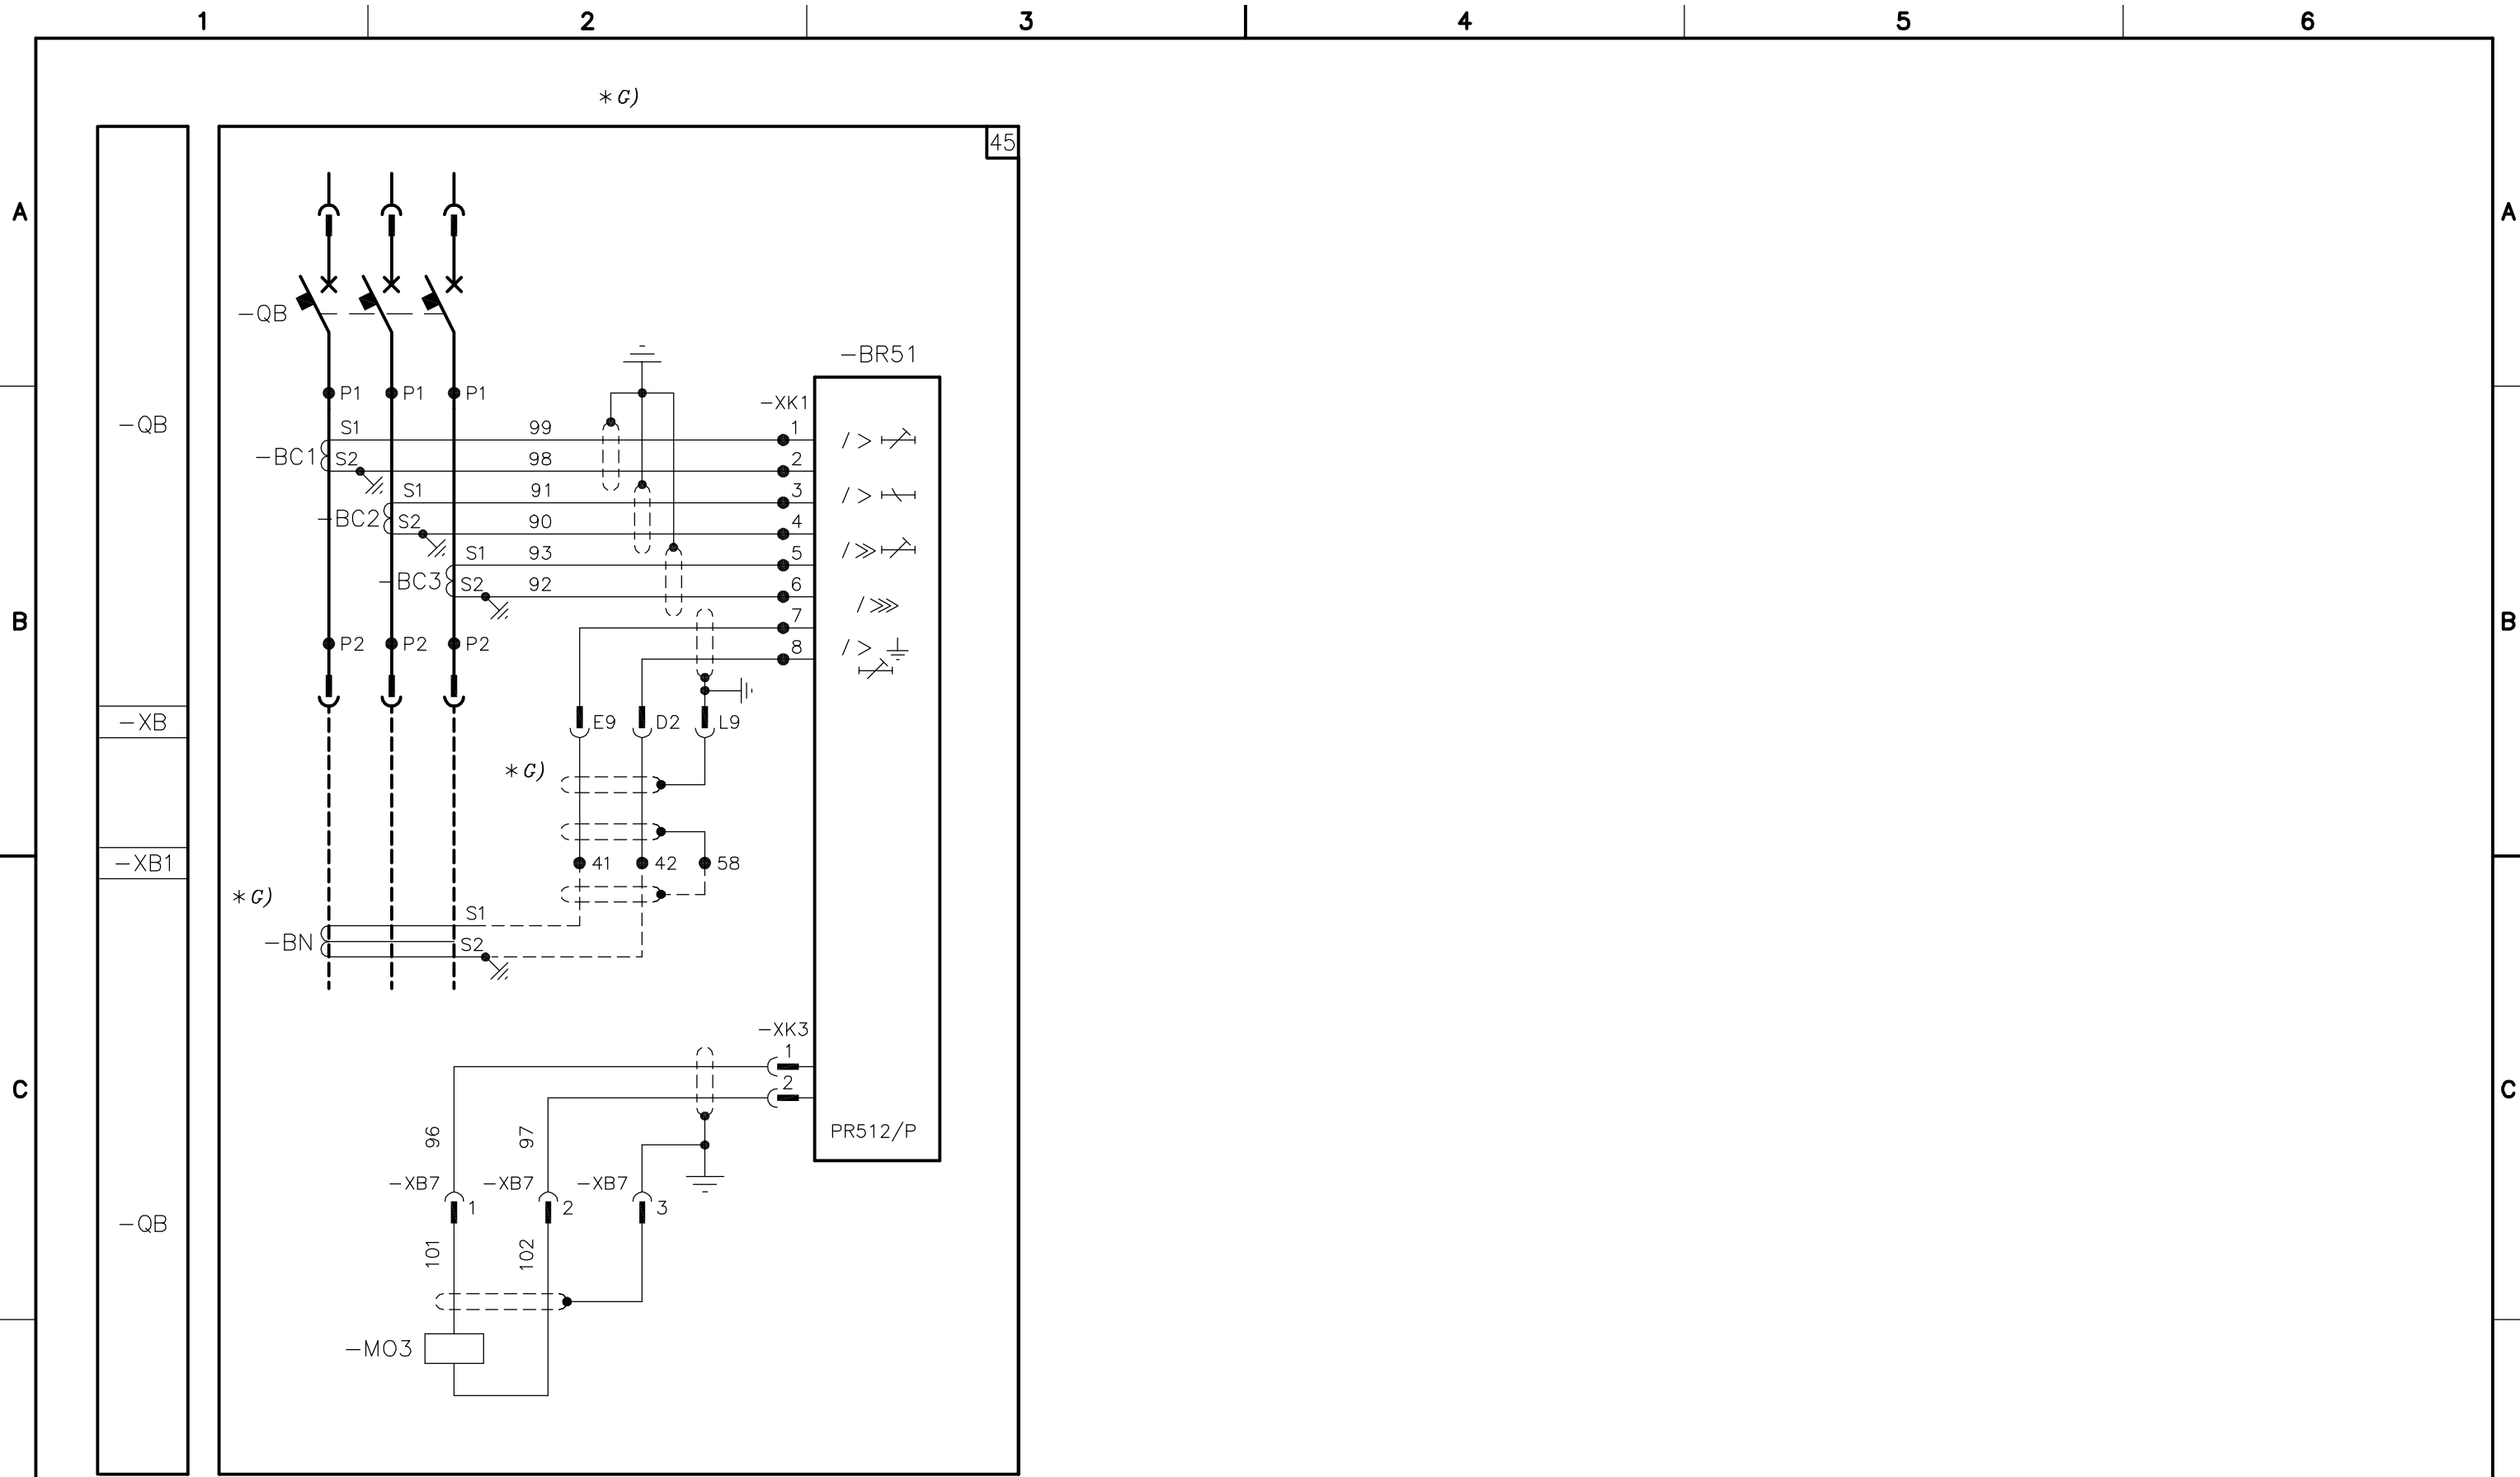 1 2 3 4 5 6
* G)
45
A A
-QB
-BR51
P1 P1 P1
-XK1
-QB
S1 99 1
-BC1 S2 98 2
S1 91 3
-BC2 S2 90 4
S1 93 5
-BC3 S2 92 6
B B
7
P2 P2 P2 8
-XB
E9 D2 L9
* G)
-XB1
41 42 58
* G)
S1
-BN S2
-XK3
1
2
C C
96 97
PR512/P
-XB7 1 -XB7 2 -XB7 3
-QB
101 102
-MO3